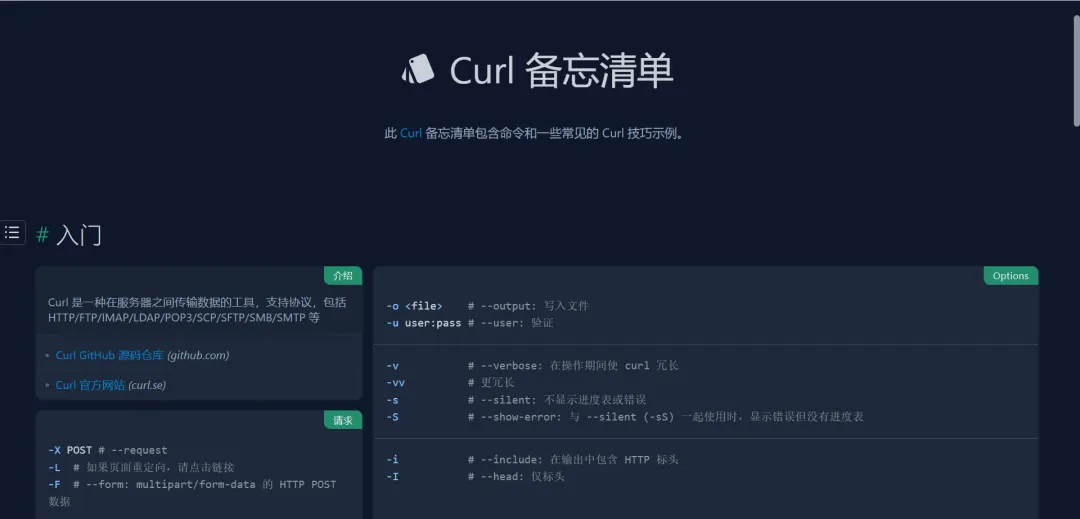 Curl 备忘清单
此 Curl 备忘清单包含命令和一些常见的 Curl 技巧示例。
# 入门
介绍
Curl 是一种在服务器之间传输数据的工具，支持协议，包括
HTTP/FTP/IMAP/LDAP/POP3/SCP/SFTP/SMB/SMTP 等
Curl GitHub 源码仓库 (github.com)
Curl 官方网站 (curl.se)
请求
-X POST # --request
-L  # 如果页面重定向，请点击链接
-F  # --form: multipart/form-data 的 HTTP POST
数据
Options
-o <file>    # --output: 写入文件
-u user:pass # --user: 验证
-v           # --verbose: 在操作期间使 curl 冗长
-vv          # 更冗长
-s           # --silent: 不显示进度表或错误
-S           # --show-error: 与 --silent (-sS) 一起使用时，显示错误但没有进度表
-i           # --include: 在输出中包含 HTTP 标头
-I           # --head: 仅标头